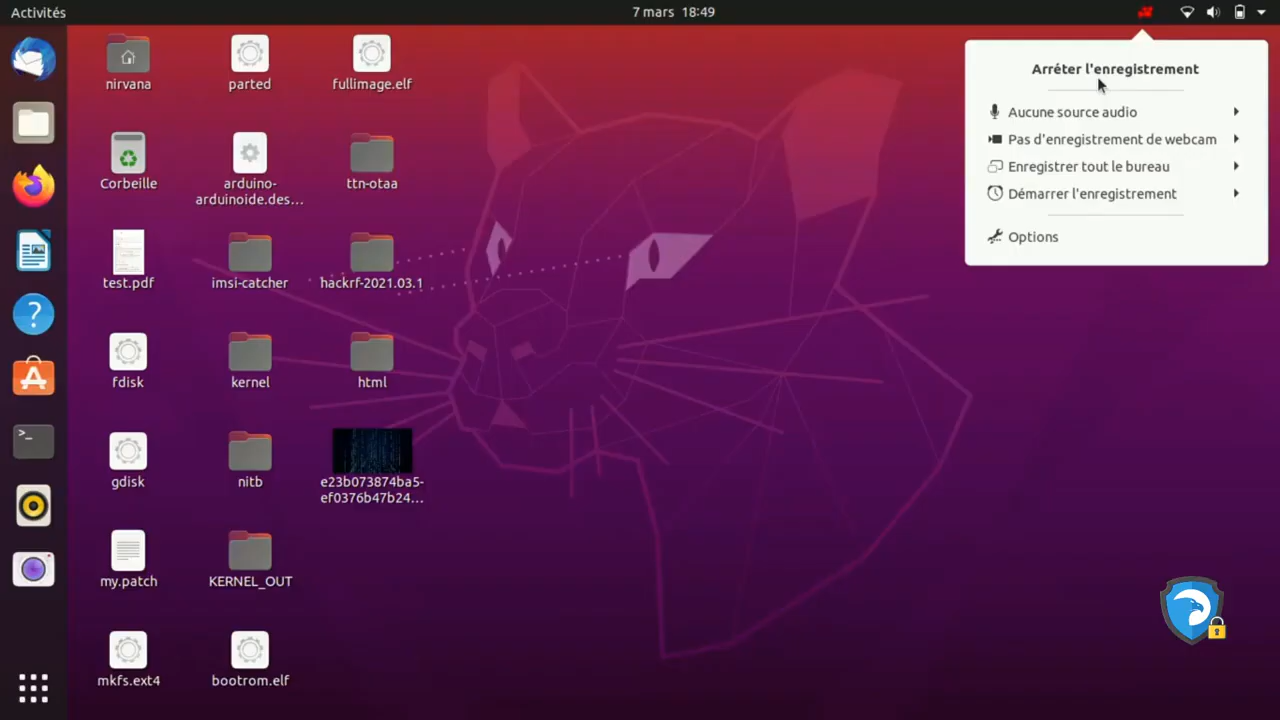 Activités
7 mars 18:49
nirvana
parted
fullimage.elf
Arréter l'enregistrement
Aucune source audio
Pas d'enregistrement de webcam
Enregistrer tout le bureau
Démarrer l'enregistrement
Options
Corbeille
arduino-
arduinoide.des...
ttn-otaa
test.pdf
imsi-catcher
hackrf-2021.03.1
fdisk
kernel
html
gdisk
nitb
e23b073874ba5-
ef0376b47b24...
my.patch
KERNEL_OUT
mkfs.ext4
bootrom.elf